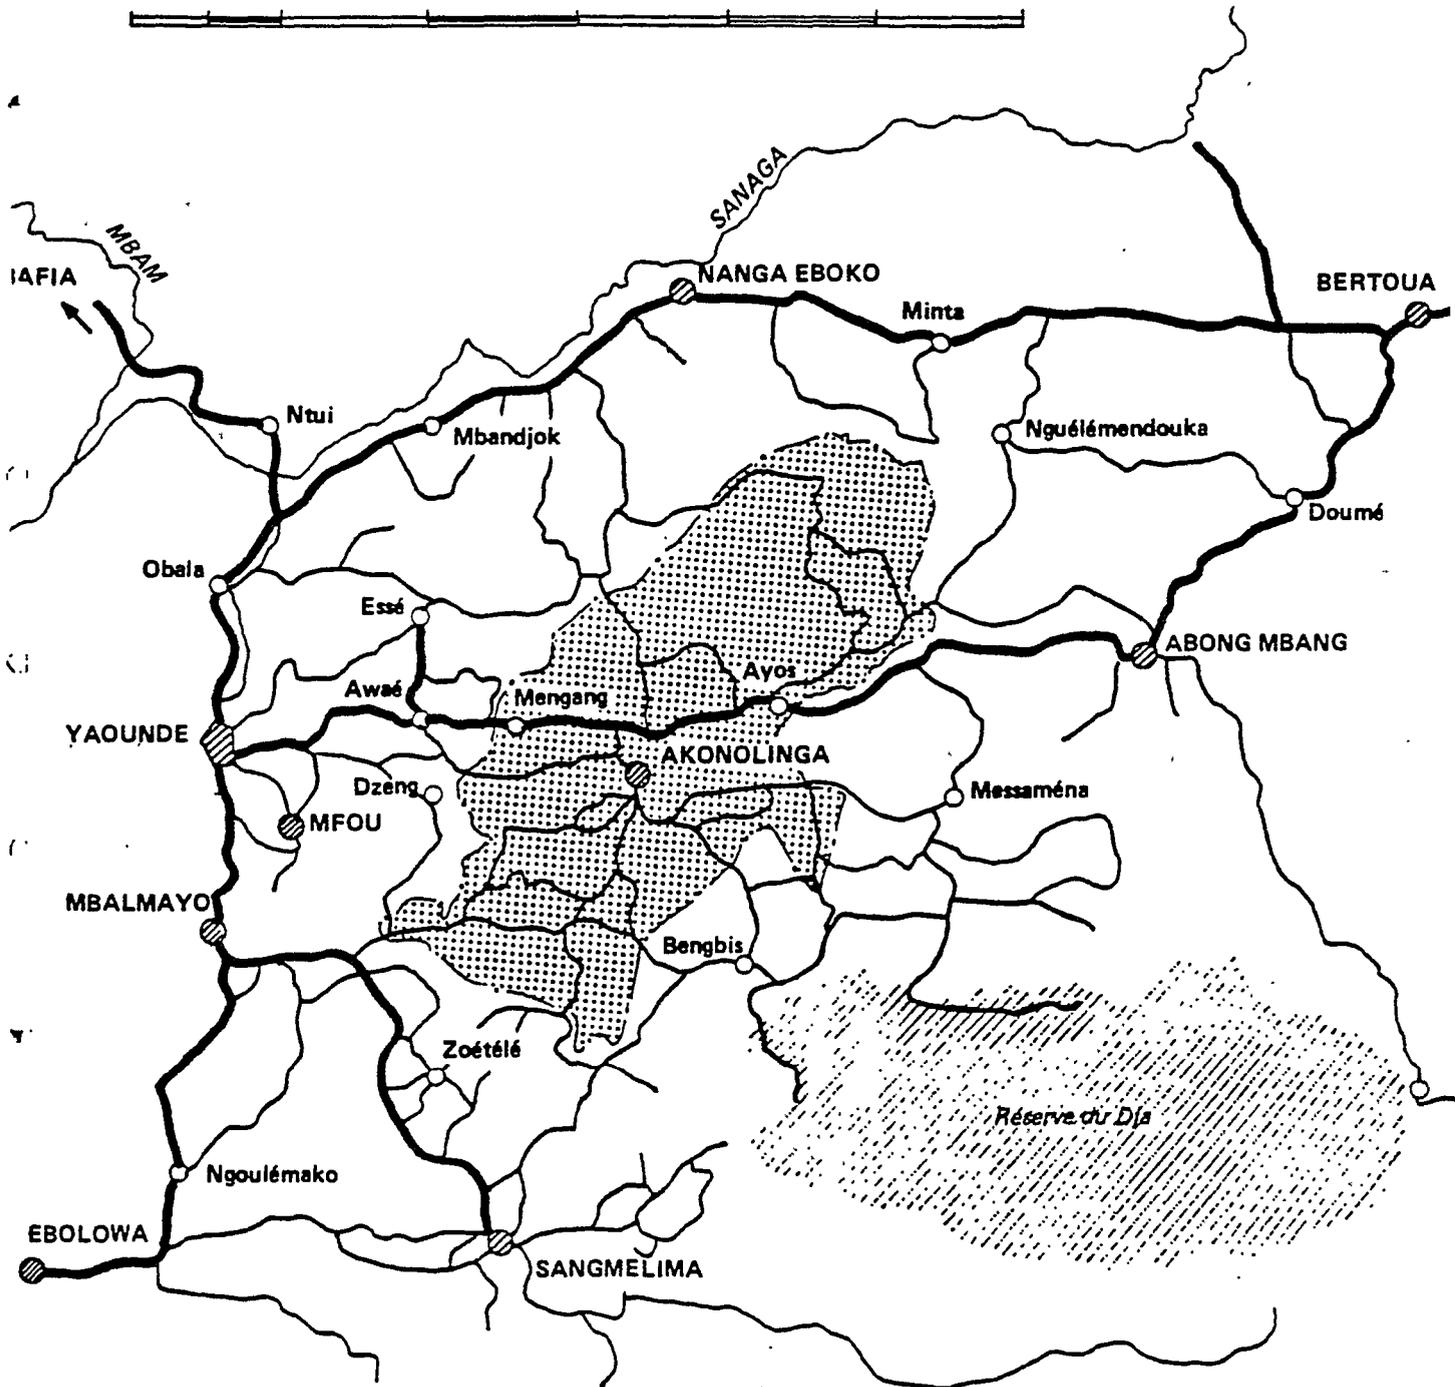 SANAGA
MBAM
AFIA
NANGA EBOKO
BERTOUA
Minta
Ntui
Mbandjok
Nguélémendouka
Doumé
Obala
Essé
ABONG MBANG
Ayos
Awaé
Mengang
YAOUNDE
AKONOLINGA
Dzeng
Messaména
MFOU
MBALMAYO
Bengbis
Zoétélé
Réserve du Dja
Ngoulémako
EBOLOWA
SANGMELIMA